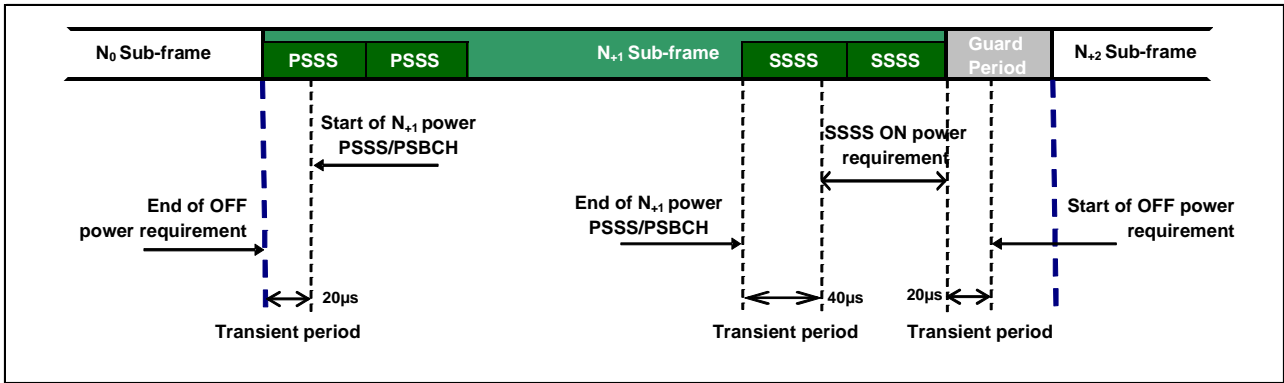 N₀ Sub-frame
PSSS
PSSS
N₊₁ Sub-frame
SSSS
SSSS
Guard
Period
N₊₂ Sub-frame
Start of N₊₁ power
PSSS/PSBCH
SSSS ON power
requirement
End of OFF
power requirement
End of N₊₁ power
PSSS/PSBCH
Start of OFF power
requirement
20µs
40µs
20µs
Transient period
Transient period
Transient period